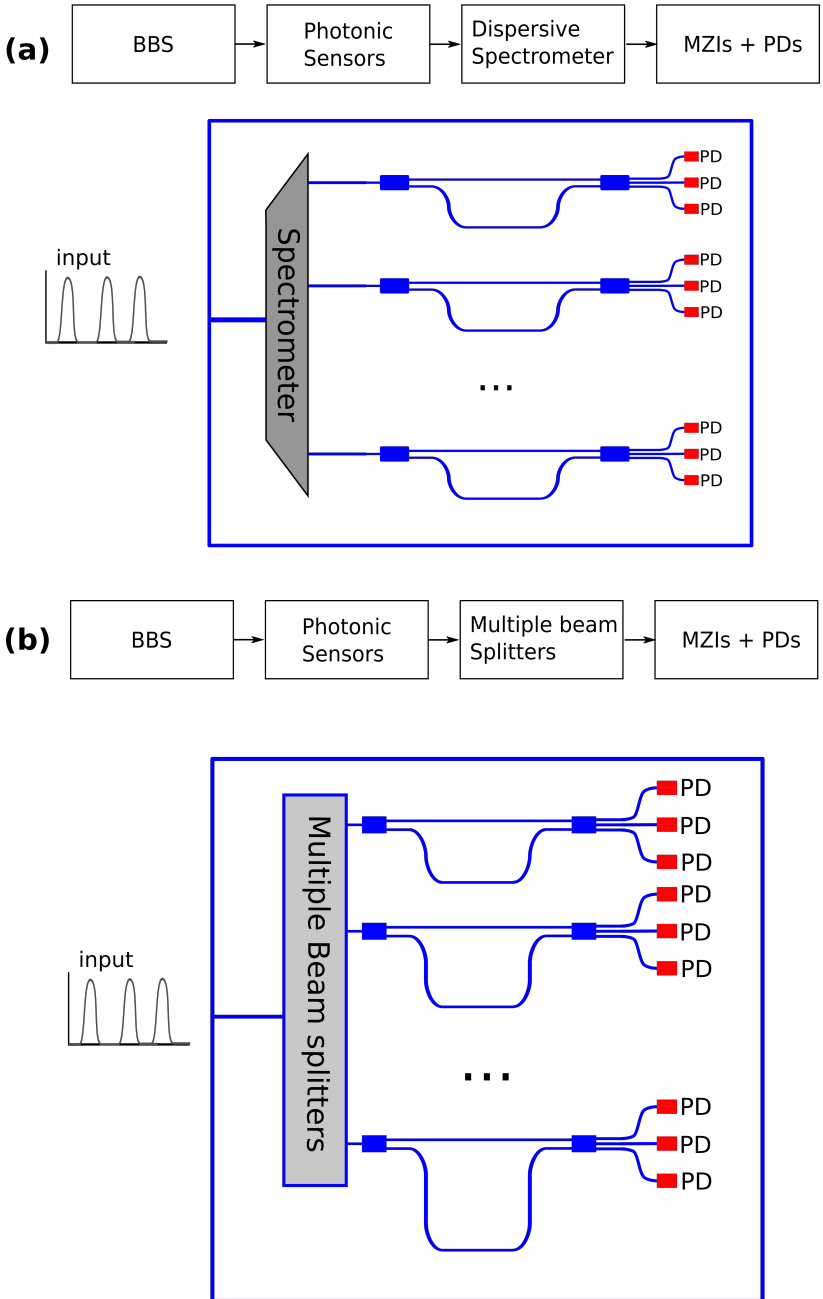 (a)
BBS
Photonic
Sensors
Dispersive
Spectrometer
MZIs + PDs
input
Spectrometer
PD
PD
PD
PD
PD
PD
...
PD
PD
PD
(b)
BBS
Photonic
Sensors
Multiple beam
Splitters
MZIs + PDs
input
Multiple Beam splitters
PD
PD
PD
PD
PD
PD
...
PD
PD
PD